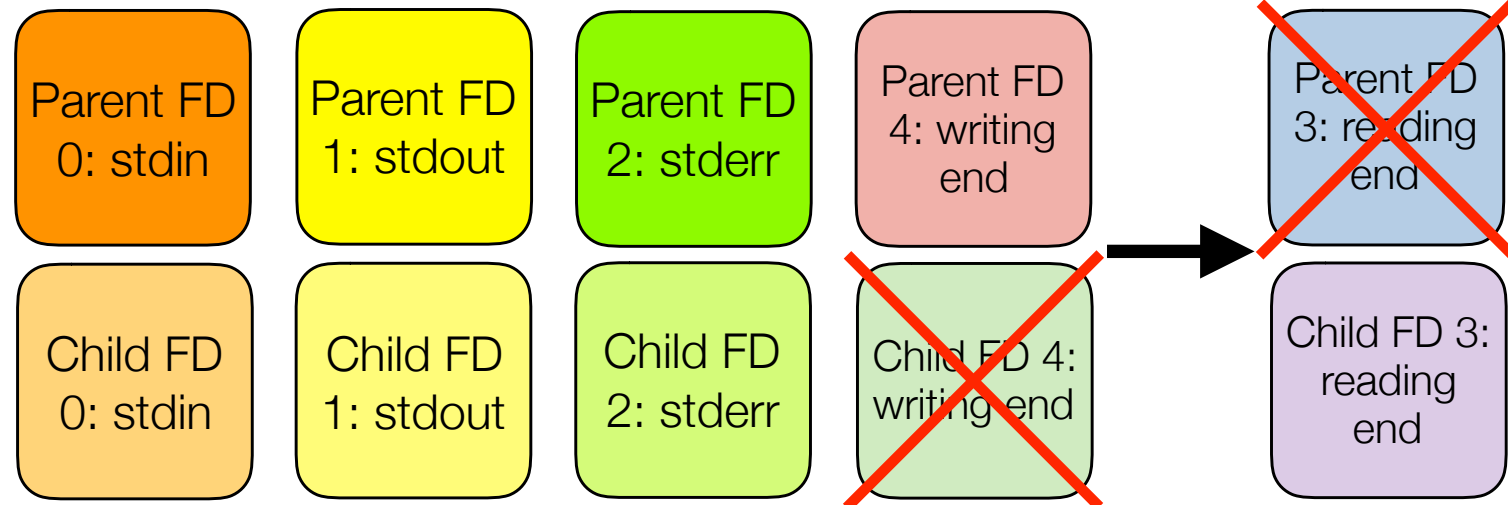 Parent FD
0: stdin
Parent FD
1: stdout
Parent FD
2: stderr
Parent FD
4: writing
end
Parent FD
3: reading
end
Child FD
0: stdin
Child FD
1: stdout
Child FD
2: stderr
Child FD 4:
writing end
Child FD 3:
reading
end